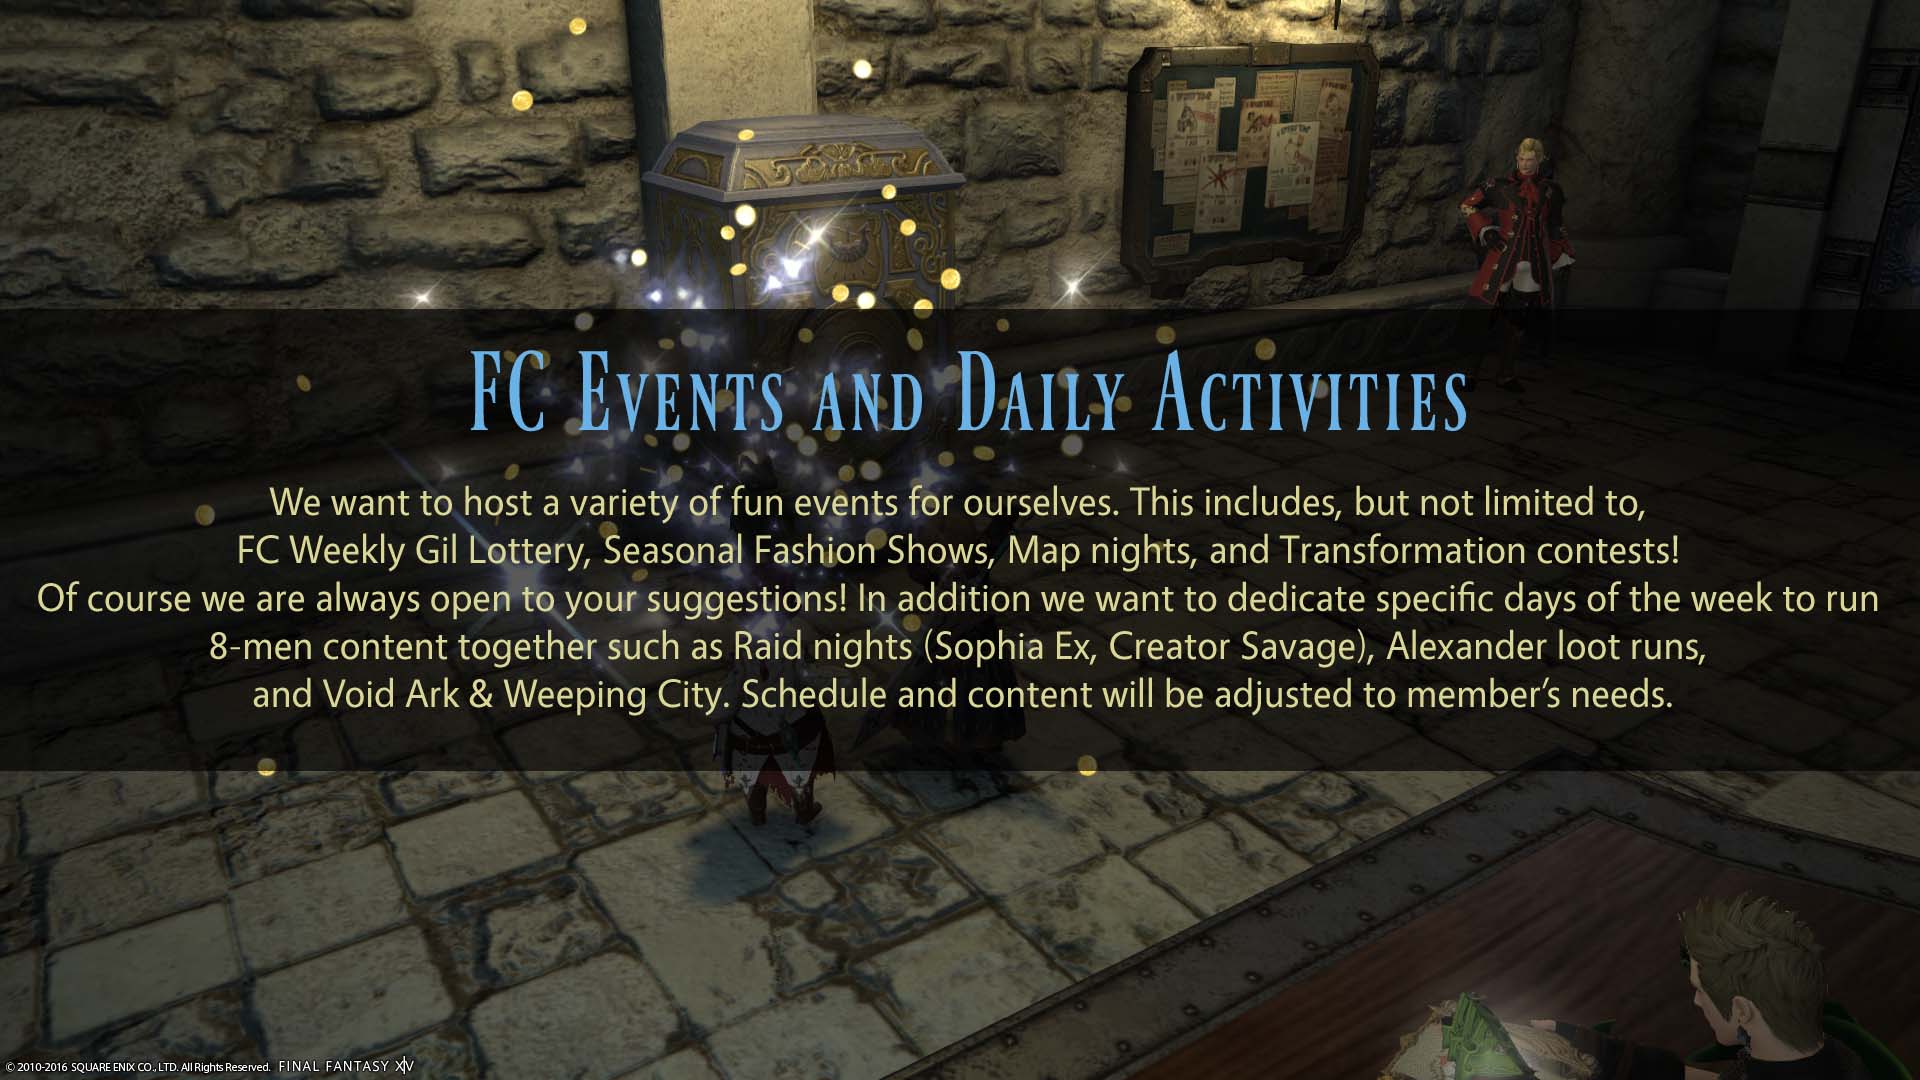 FC Events and Daily Activities
We want to host a variety of fun events for ourselves. This includes, but not limited to,
FC Weekly Gil Lottery, Seasonal Fashion Shows, Map nights, and Transformation contests!
Of course we are always open to your suggestions! In addition we want to dedicate specific days of the week to run
8-men content together such as Raid nights (Sophia Ex, Creator Savage), Alexander loot runs,
and Void Ark & Weeping City. Schedule and content will be adjusted to member’s needs.
© 2010-2016 SQUARE ENIX CO., LTD. All Rights Reserved. FINAL FANTASY XIV